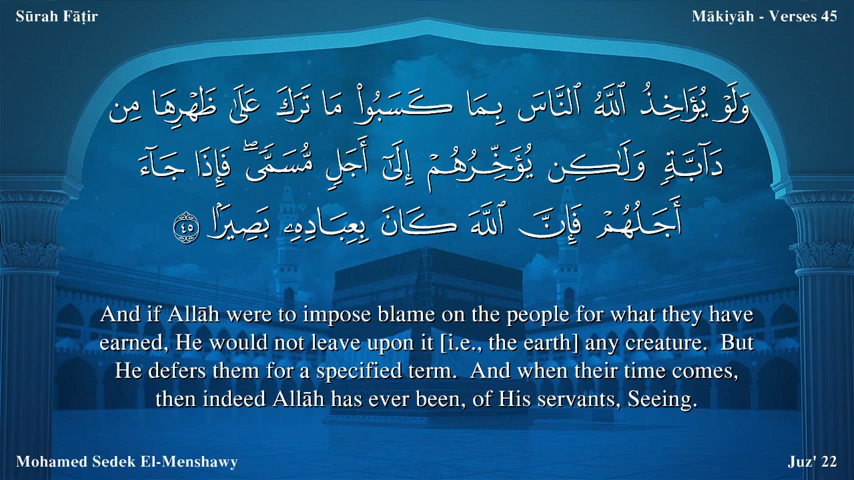 Sūrah Fāṭir
Mākiyāh - Verses 45
وَلَوْ يُؤَاخِذُ ٱللَّهُ ٱلنَّاسَ بِمَا كَسَبُوا۟ مَا تَرَكَ عَلَىٰ ظَهْرِهَا مِن
دَآبَّةٍ وَلَـٰكِن يُؤَخِّرُهُمْ إِلَىٰٓ أَجَلٍ مُّسَمًّى ۖ فَإِذَا جَآءَ
أَجَلُهُمْ فَإِنَّ ٱللَّهَ كَانَ بِعِبَادِهِۦ بَصِيرًۢا ٤٥
And if Allāh were to impose blame on the people for what they have
earned, He would not leave upon it [i.e., the earth] any creature.  But
He defers them for a specified term.  And when their time comes,
then indeed Allāh has ever been, of His servants, Seeing.
Mohamed Sedek El-Menshawy
Juz' 22